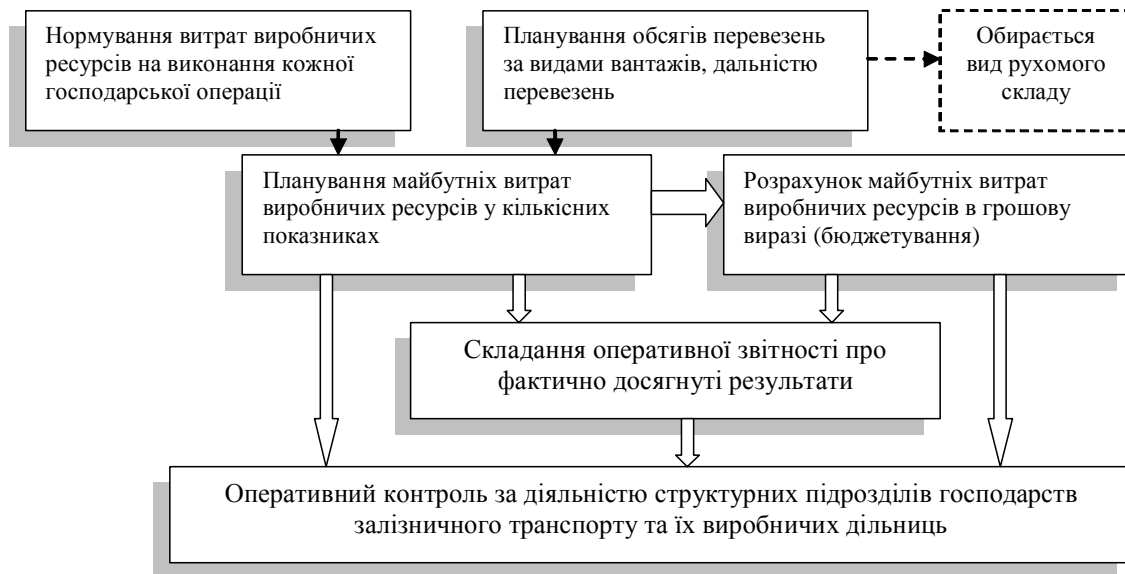 Нормування витрат виробничих
ресурсів на виконання кожної
господарської операції
Планування обсягів перевезень
за видами вантажів, дальністю
перевезень
Обирається
вид рухомого
складу
Планування майбутніх витрат
виробничих ресурсів у кількісних
показниках
Розрахунок майбутніх витрат
виробничих ресурсів в грошову
виразі (бюджетування)
Складання оперативної звітності про
фактично досягнуті результати
Оперативний контроль за діяльністю структурних підрозділів господарств
залізничного транспорту та їх виробничих дільниць